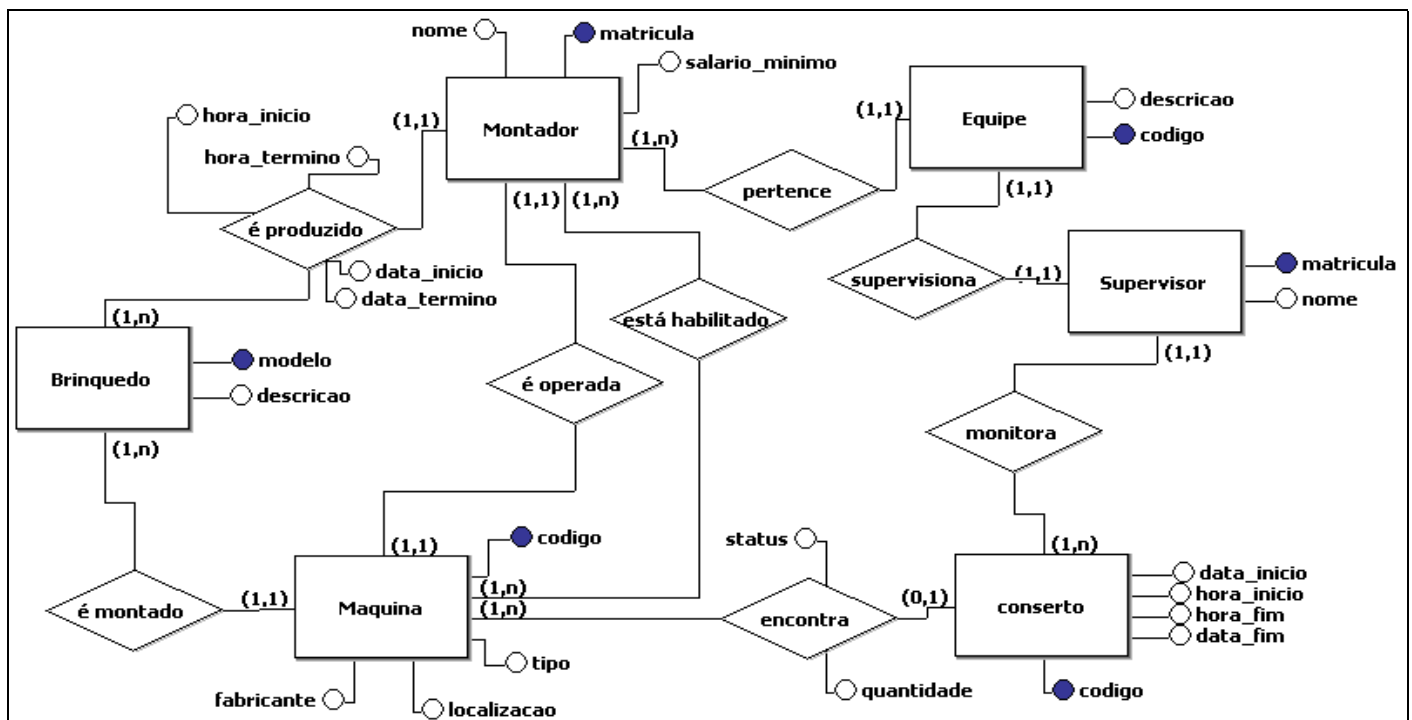 nome
matricula
salario_minimo
Montador
(1,1)
(1,n)
(1,1)
(1,n)
hora_inicio
hora_termino
é produzido
data_inicio
data_termino
(1,n)
Brinquedo
modelo
descricao
(1,n)
é montado
(1,1)
pertence
(1,1)
Equipe
descricao
codigo
(1,1)
supervisiona
(1,1)
Supervisor
matricula
nome
(1,1)
está habilitado
é operada
monitora
(1,1)
codigo
(1,n)
(1,n)
Maquina
tipo
fabricante
localizacao
status
encontra
quantidade
(0,1)
(1,n)
conserto
data_inicio
hora_inicio
hora_fim
data_fim
codigo